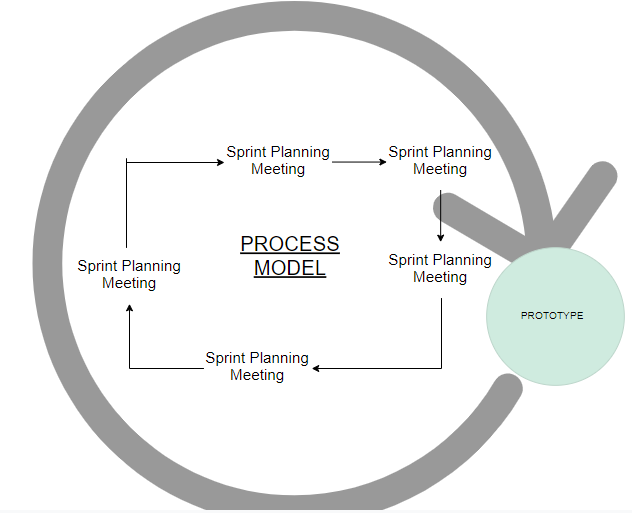 Sprint Planning
Meeting
Sprint Planning
Meeting
PROCESS
MODEL
Sprint Planning
Meeting
Sprint Planning
Meeting
PROTOTYPE
Sprint Planning
Meeting